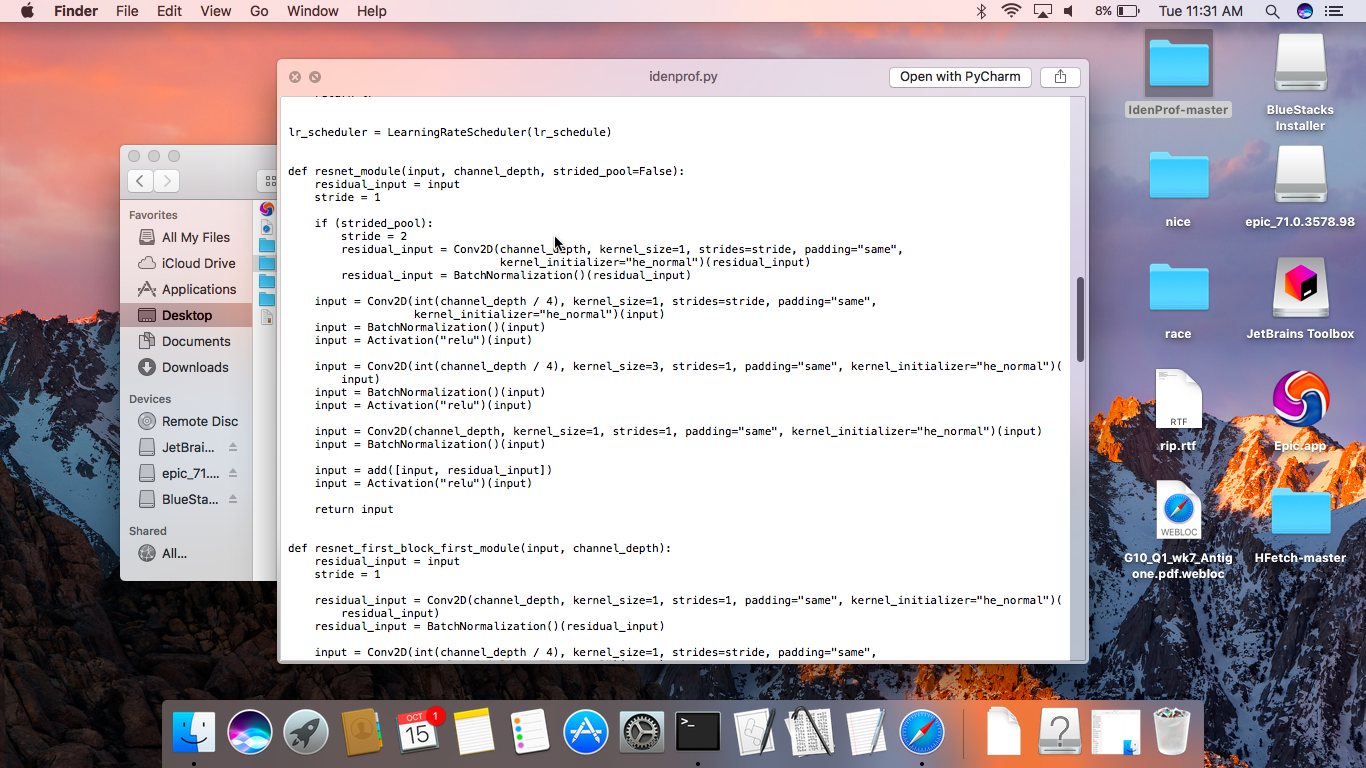 Finder File Edit View Go Window Help
8% Tue 11:31 AM
idenprof.py
Open with PyCharm
lr_scheduler = LearningRateScheduler(lr_schedule)
def resnet_module(input, channel_depth, strided_pool=False):
residual_input = input
stride = 1
if (strided_pool):
stride = 2
residual_input = Conv2D(channel_depth, kernel_size=1, strides=stride, padding="same",
kernel_initializer="he_normal")(residual_input)
residual_input = BatchNormalization()(residual_input)
input = Conv2D(int(channel_depth / 4), kernel_size=1, strides=stride, padding="same",
kernel_initializer="he_normal")(input)
input = BatchNormalization()(input)
input = Activation("relu")(input)
input = Conv2D(int(channel_depth / 4), kernel_size=3, strides=1, padding="same", kernel_initializer="he_normal")(
input)
input = BatchNormalization()(input)
input = Activation("relu")(input)
input = Conv2D(channel_depth, kernel_size=1, strides=1, padding="same", kernel_initializer="he_normal")(input)
input = BatchNormalization()(input)
input = add([input, residual_input])
input = Activation("relu")(input)
return input
def resnet_first_block_first_module(input, channel_depth):
residual_input = input
stride = 1
residual_input = Conv2D(channel_depth, kernel_size=1, strides=1, padding="same", kernel_initializer="he_normal")(
residual_input)
residual_input = BatchNormalization()(residual_input)
input = Conv2D(int(channel_depth / 4), kernel_size=1, strides=stride, padding="same",
Favorites
All My Files
iCloud Drive
Applications
Desktop
Documents
Downloads
Devices
Remote Disc
JetBrai...
epic_71....
BlueSta...
Shared
All...
IdenProf-master
BlueStacks
Installer
nice
epic_71.0.3578.98
race
JetBrains Toolbox
RTF
rip.rtf
Epic.app
WEBLOC
G10_Q1_wk7_Antig
one.pdf.webloc
HFetch-master
OCT
15
1
>_
?